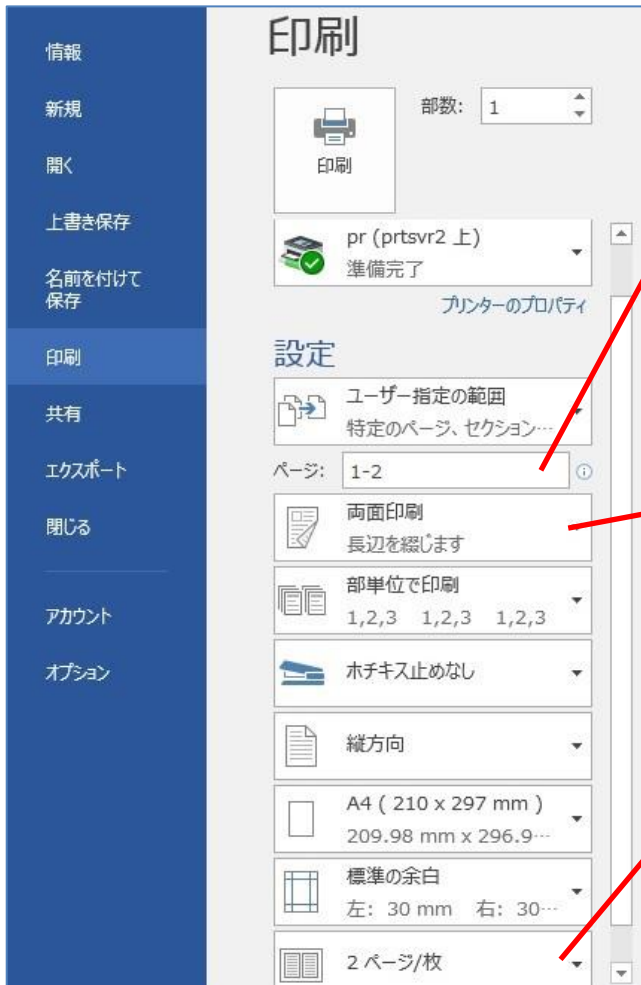 情報
新規
開く
上書き保存
名前を付けて
保存
印刷
共有
エクスポート
閉じる
アカウント
オプション
印刷
部数: 1
印刷
pr (prtsvr2 上)
準備完了
プリンターのプロパティ
設定
ユーザー指定の範囲
特定のページ、セクション…
ページ: 1-2
両面印刷
長辺を綴じます
部単位で印刷
1,2,3 1,2,3 1,2,3
ホチキス止めなし
縦方向
A4 ( 210 x 297 mm )
209.98 mm x 296.9…
標準の余白
左: 30 mm 右: 30…
2 ページ/枚